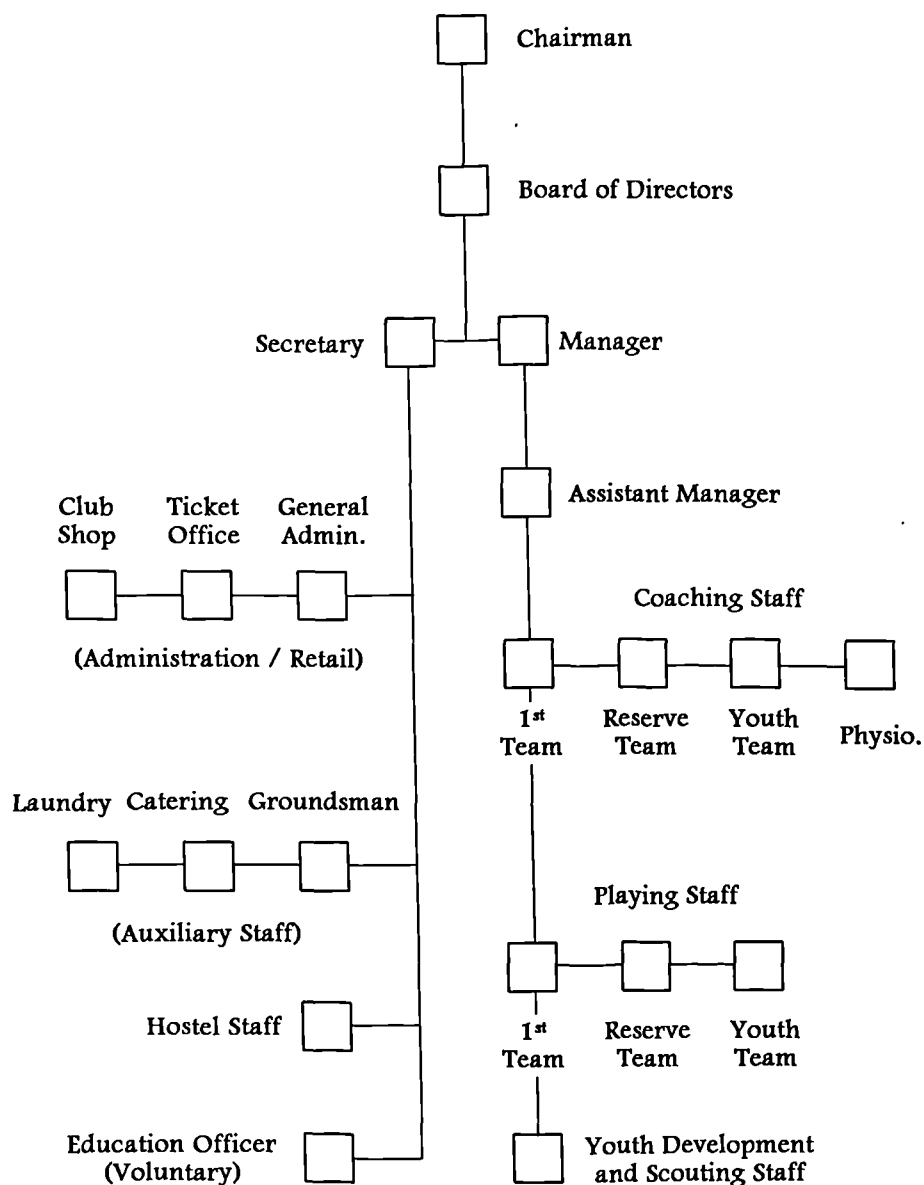 Chairman
Board of Directors
Secretary
Manager
Assistant Manager
Club
Shop
Ticket
Office
General
Admin.
(Administration / Retail)
Coaching Staff
1st
Team
Reserve
Team
Youth
Team
Physio.
Laundry
Catering
Groundsman
(Auxiliary Staff)
Playing Staff
1st
Team
Reserve
Team
Youth
Team
Hostel Staff
Education Officer
(Voluntary)
Youth Development
and Scouting Staff